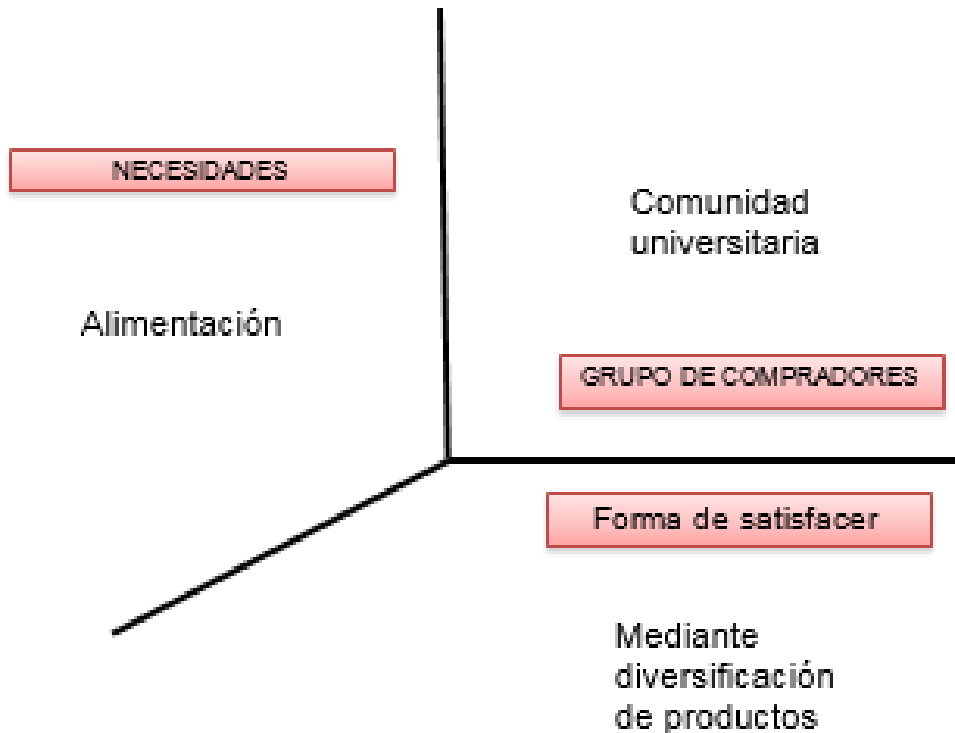 NECESIDADES
Alimentación
Comunidad
universitaria
GRUPO DE COMPRADORES
Forma de satisfacer
Mediante
diversificación
de productos